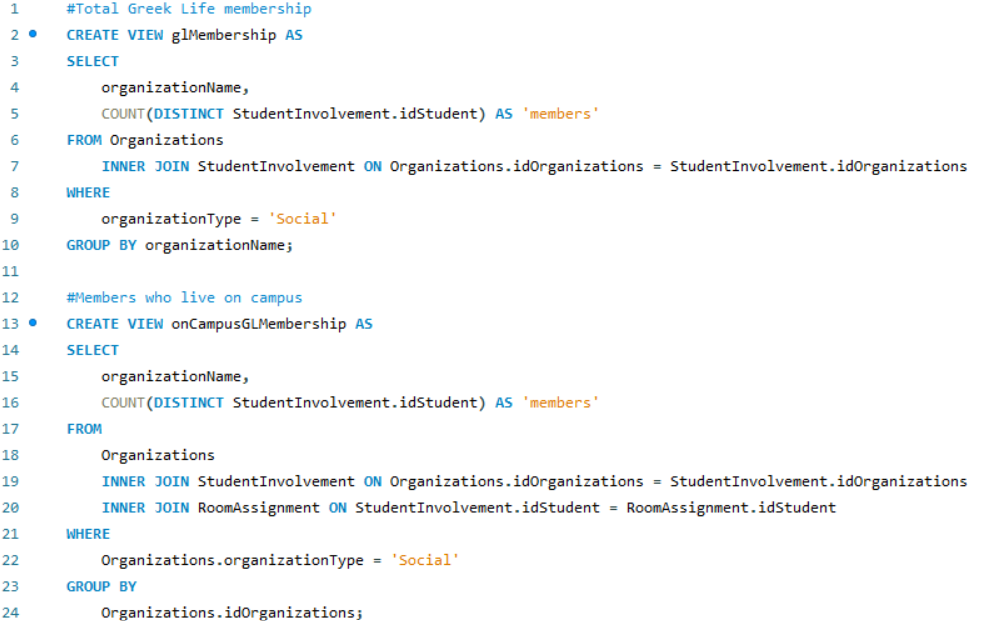 1 #Total Greek Life membership
2 CREATE VIEW glMembership AS
3 SELECT
4 organizationName,
5 COUNT(DISTINCT StudentInvolvement.idStudent) AS 'members'
6 FROM Organizations
7 INNER JOIN StudentInvolvement ON Organizations.idOrganizations = StudentInvolvement.idOrganizations
8 WHERE
9 organizationType = 'Social'
10 GROUP BY organizationName;
11
12 #Members who live on campus
13 CREATE VIEW onCampusGLMembership AS
14 SELECT
15 organizationName,
16 COUNT(DISTINCT StudentInvolvement.idStudent) AS 'members'
17 FROM
18 Organizations
19 INNER JOIN StudentInvolvement ON Organizations.idOrganizations = StudentInvolvement.idOrganizations
20 INNER JOIN RoomAssignment ON StudentInvolvement.idStudent = RoomAssignment.idStudent
21 WHERE
22 Organizations.organizationType = 'Social'
23 GROUP BY
24 Organizations.idOrganizations;